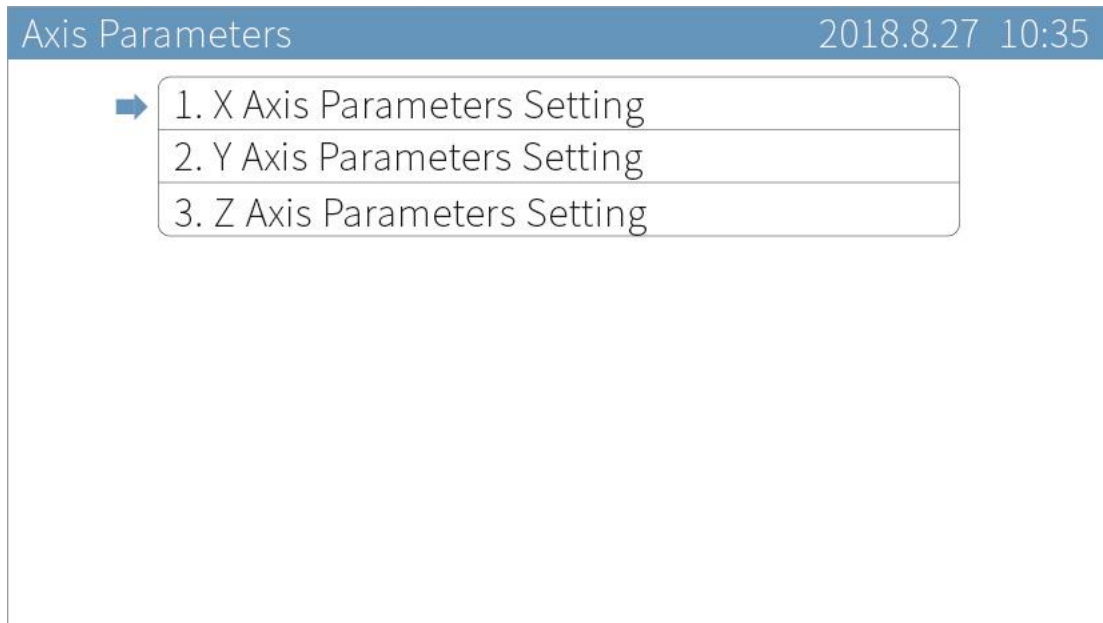 Axis Parameters 2018.8.27 10:35
1. X Axis Parameters Setting
2. Y Axis Parameters Setting
3. Z Axis Parameters Setting